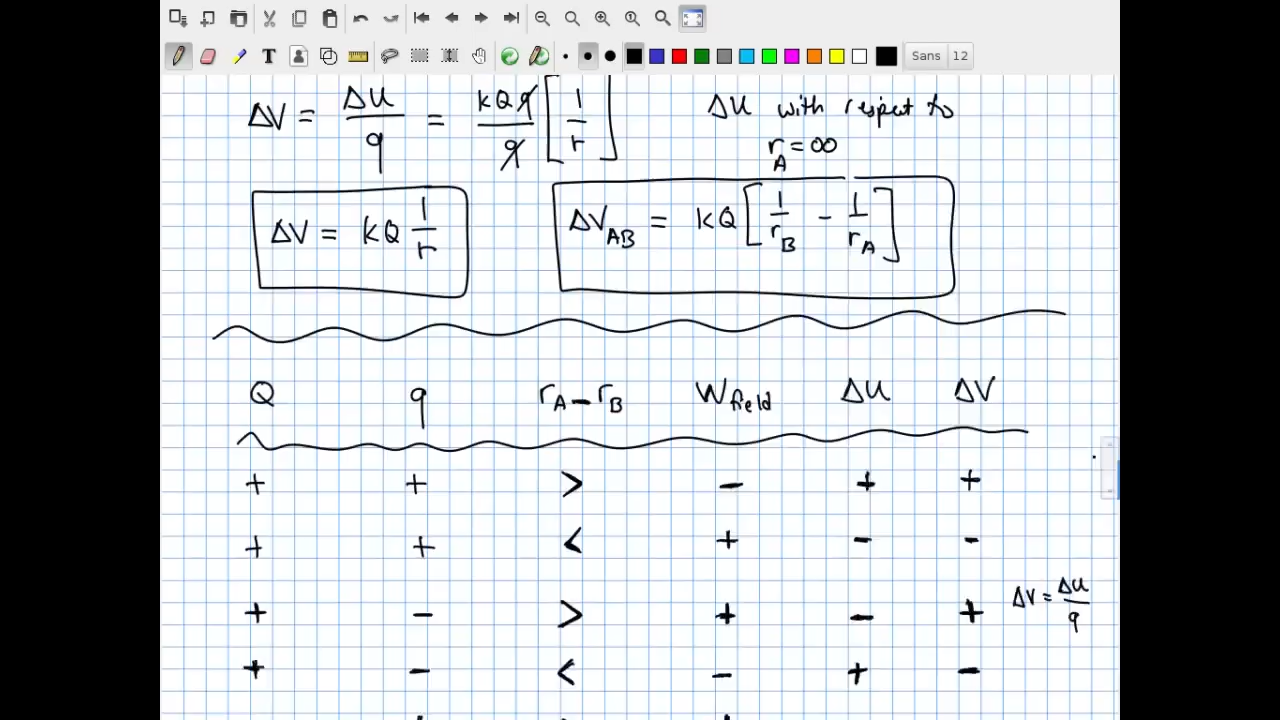 Sans 12
ΔV = ΔU/q = kQq/q [1/r]
ΔU with respect to
r_A = ∞
ΔV = kQ 1/r
ΔV_AB = kQ [1/r_B - 1/r_A]
Q q r_A - r_B W_field ΔU ΔV
+ + > - + +
+ + < + - -
+ - > + - +
ΔV = ΔU/q
+ - < - + -